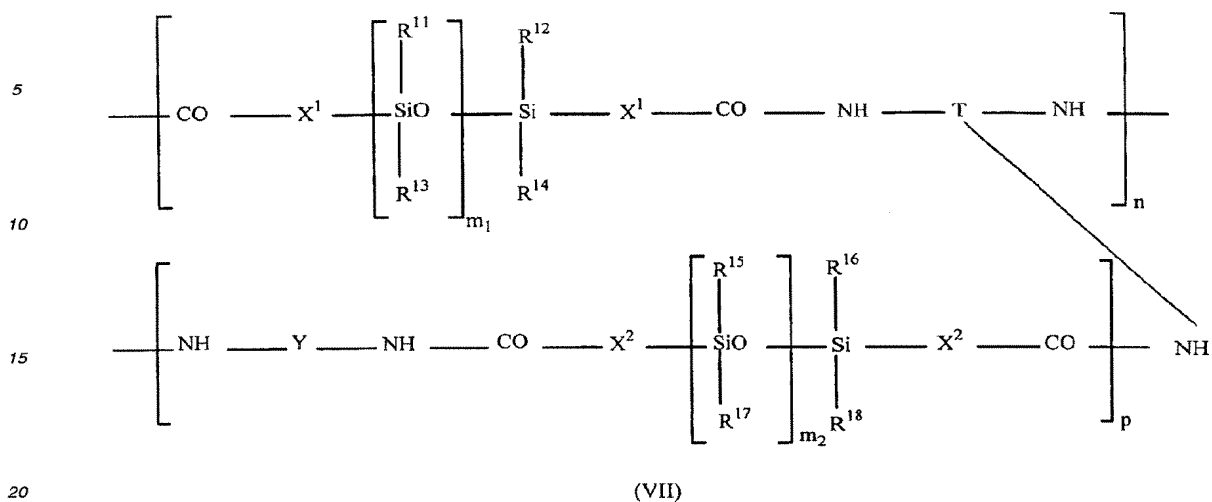 R¹¹ R¹²
5 CO X¹ SiO Si X¹ CO NH T NH
R¹³ R¹⁴
m₁ n
10
R¹⁵ R¹⁶
15 NH Y NH CO X² SiO Si X² CO NH
R¹⁷ R¹⁸
m₂ p
20 (VII)